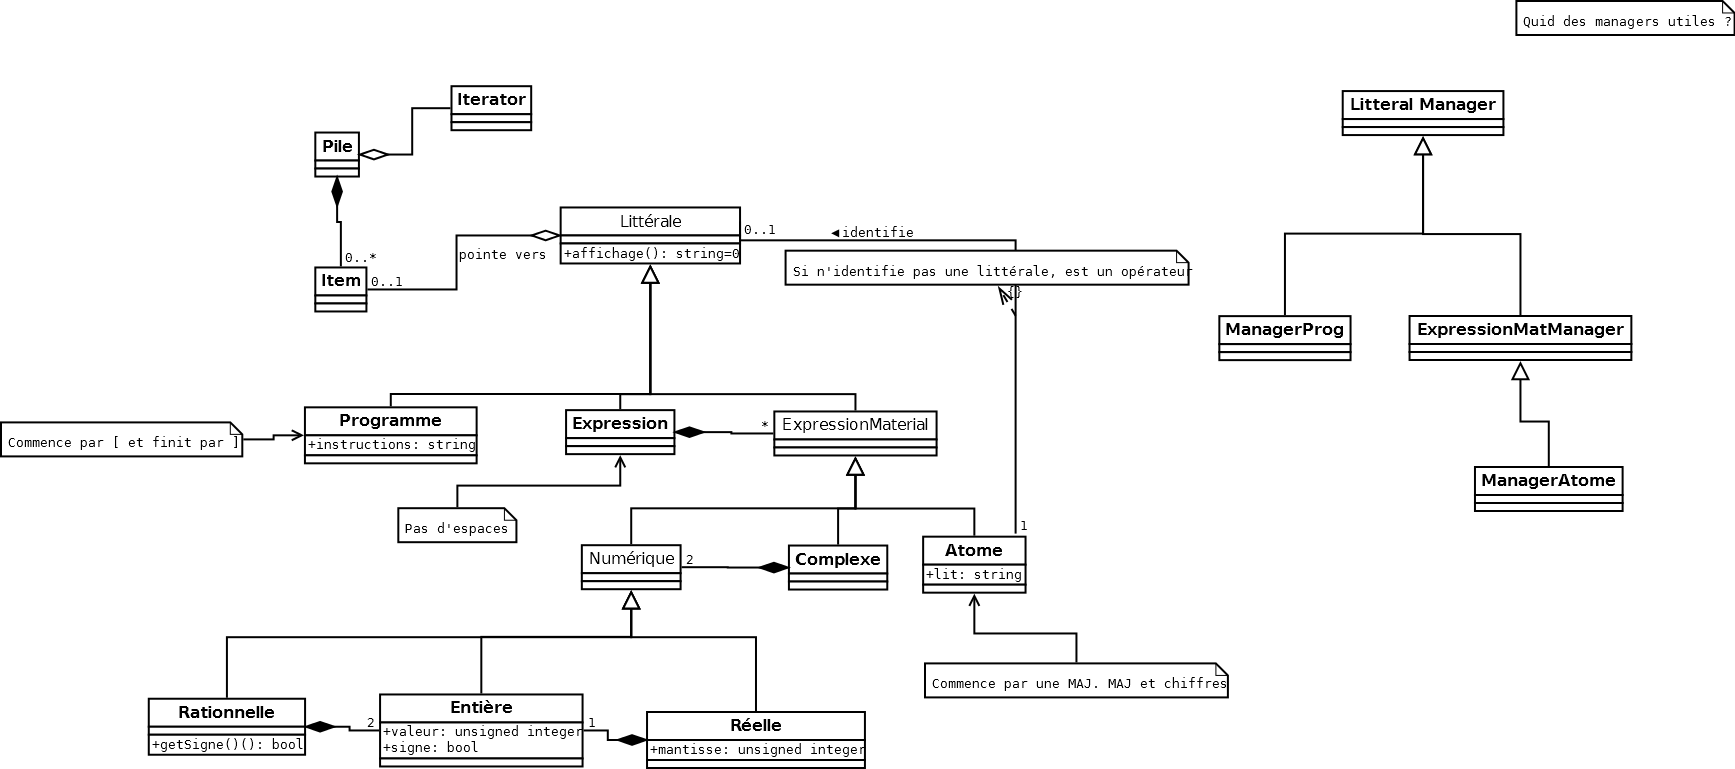 Quid des managers utiles ?
Iterator
Litteral Manager
Pile
Littérale
0..1
◄identifie
+affichage(): string=0
pointe vers
0..*
Item
0..1
Si n'identifie pas une littérale, est un opérateur
{}
ManagerProg
ExpressionMatManager
Programme
+instructions: string
Expression
*
ExpressionMaterial
Commence par [ et finit par ]
ManagerAtome
Pas d'espaces
1
Numérique
2
Complexe
Atome
+lit: string
Commence par une MAJ. MAJ et chiffres
Rationnelle
+getSigne()(): bool
2
Entière
+valeur: unsigned integer
+signe: bool
1
Réelle
+mantisse: unsigned integer